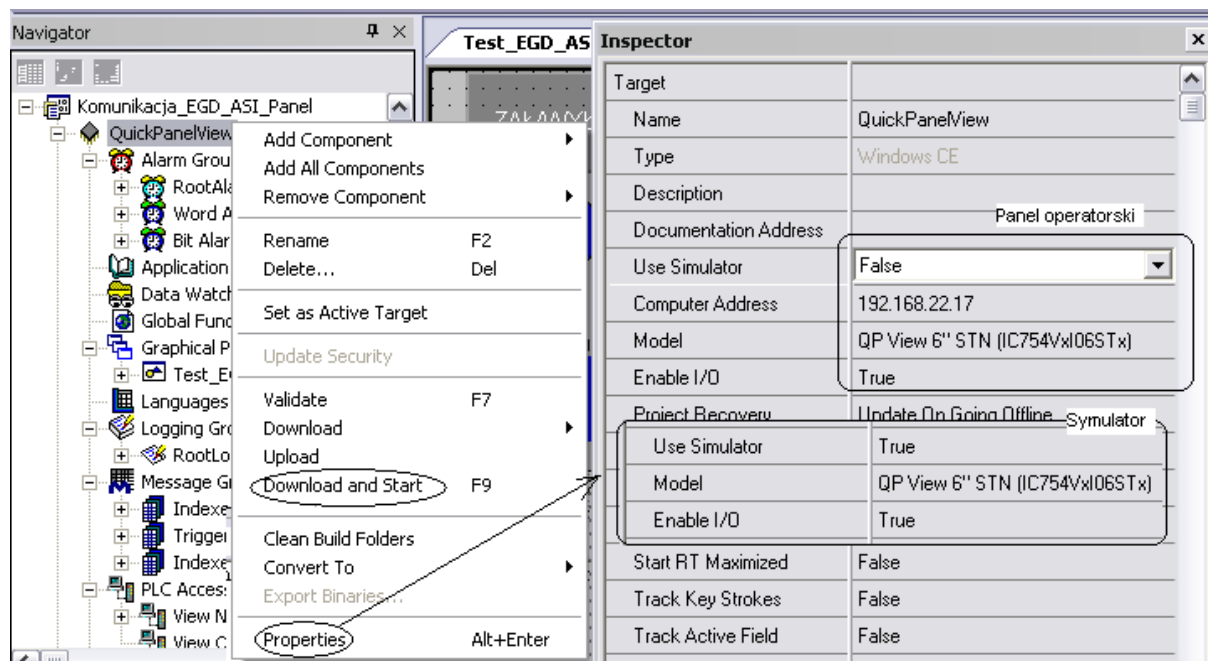 Navigator
Komunikacja_EGD_ASI_Panel
QuickPanelView
Alarm Grou
RootAla
Word A
Bit Alar
Application
Data Watch
Global Func
Graphical P
Test_E
Languages
Logging Gro
RootLo
Message G
Indexe
Trigger
Indexe
PLC Access
View N
View C
Add Component
Add All Components
Remove Component
Rename F2
Delete... Del
Set as Active Target
Update Security
Validate F7
Download
Upload
Download and Start F9
Clean Build Folders
Convert To
Export Binaries...
Properties Alt+Enter
Test_EGD_AS
Inspector
Target
Name QuickPanelView
Type Windows CE
Description
Documentation Address
Panel operatorski
Use Simulator False
Computer Address 192.168.22.17
Model QP View 6'' STN (IC754VxI06STx)
Enable I/O True
Project Recovery Update On Going Offline
Symulator
Use Simulator True
Model QP View 6'' STN (IC754VxI06STx)
Enable I/O True
Start RT Maximized False
Track Key Strokes False
Track Active Field False